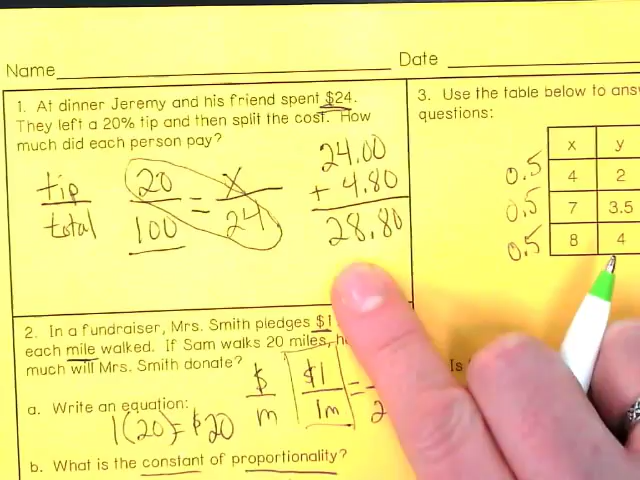 Name Date
1. At dinner Jeremy and his friend spent $24.
They left a 20% tip and then split the cost. How
much did each person pay?
tip 20 x
total 100 = 24
24.00
+ 4.80
28.80
2. In a fundraiser, Mrs. Smith pledges $1
each mile walked. If Sam walks 20 miles,
much will Mrs. Smith donate?
$ $1
m 1m = 2
a. Write an equation:
1(20)= $20
b. What is the constant of proportionality?
3. Use the table below to
questions:
x y
0.5 4 2
0.5 7 3.5
0.5 8 4
Is